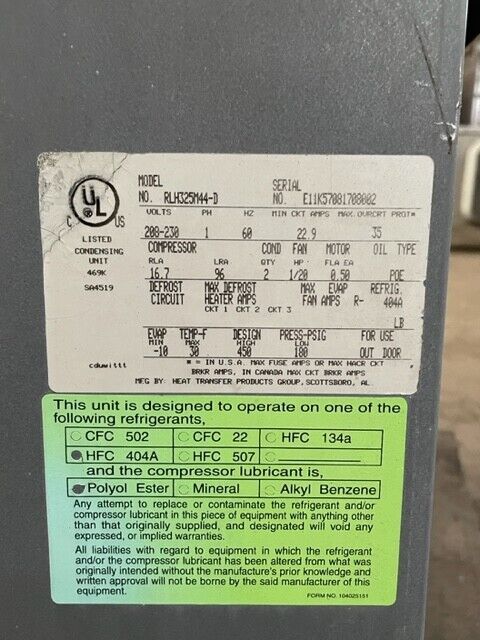 MODEL NO. RLH325M44-D SERIAL NO. E11K57081708002
UL
C US
LISTED
CONDENSING
UNIT
469K
SA4519
VOLTS PH HZ MIN CKT AMPS MAX. OVRCRT PROT*
208-230 1 60 22.9 35
COMPRESSOR COND FAN MOTOR OIL TYPE
RLA LRA QTY HP FLA EA
16.7 96 2 1/20 0.50 POE
DEFROST MAX DEFROST MAX EVAP REFRIG.
CIRCUIT HEATER AMPS FAN AMPS R- 404A
CKT 1 CKT 2 CKT 3
LB
EVAP TEMP-F DESIGN PRESS-PSIG FOR USE
MIN MAX HIGH LOW
-10 30 450 180 OUT DOOR
cduwittt
* = IN U.S.A. MAX FUSE AMPS OR MAX HACR CKT
BRKR AMPS, IN CANADA MAX CKT BRKR AMPS
MFG BY: HEAT TRANSFER PRODUCTS GROUP, SCOTTSBORO, AL
This unit is designed to operate on one of the
following refrigerants,
CFC 502 CFC 22 HFC 134a
HFC 404A HFC 507
and the compressor lubricant is,
Polyol Ester Mineral Alkyl Benzene
Any attempt to replace or contaminate the refrigerant and/or
compressor lubricant in this piece of equipment with anything other
than that originally supplied, and designated will void any
expressed, or implied warranties.
All liabilities with regard to equipment in which the refrigerant
and/or the compressor lubricant has been altered from what was
originally intended without the manufacture's prior knowledge and
written approval will not be borne by the said manufacturer of this
equipment.
FORM NO. 104025151